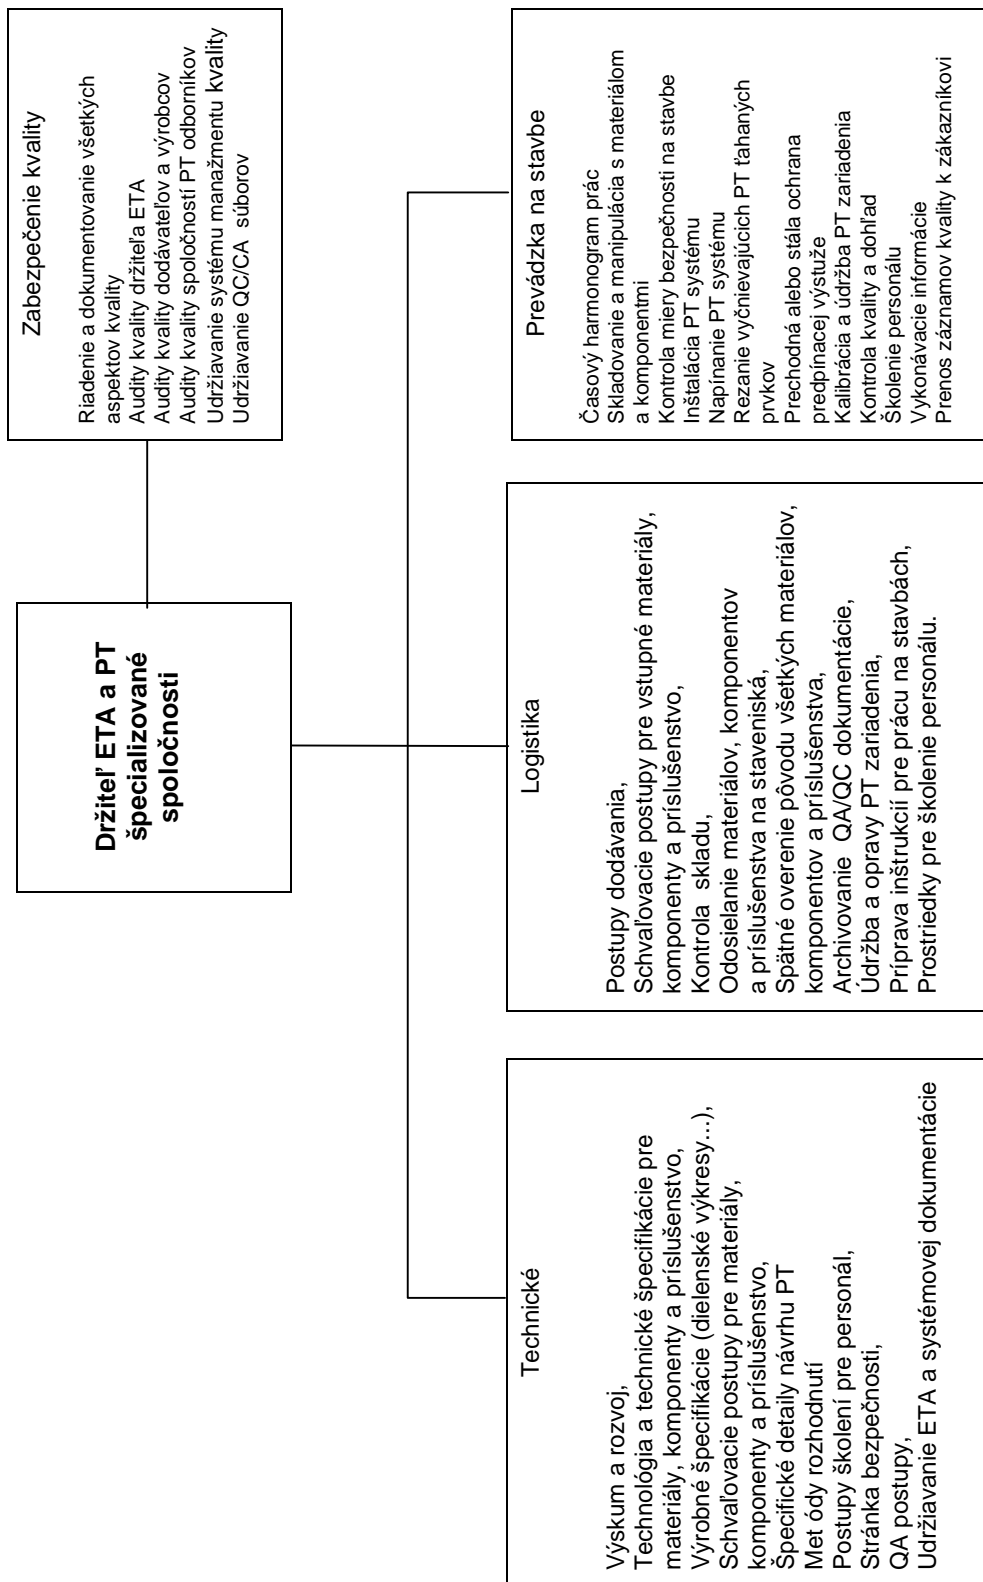 Držiteľ ETA a PT
špecializované
spoločnosti
Zabezpečenie kvality
Riadenie a dokumentovanie všetkých
aspektov kvality
Audity kvality držiteľa ETA
Audity kvality dodávateľov a výrobcov
Audity kvality spoločností PT odborníkov
Udržiavanie systému manažmentu kvality
Udržiavanie QC/CA súborov
Technické
Výskum a rozvoj,
Technológia a technické špecifikácie pre
materiály, komponenty a príslušenstvo,
Výrobné špecifikácie (dielenské výkresy...),
Schvaľovacie postupy pre materiály,
komponenty a príslušenstvo,
Špecifické detaily návrhu PT
Met ódy rozhodnutí
Postupy školení pre personál,
Stránka bezpečnosti,
QA postupy,
Udržiavanie ETA a systémovej dokumentácie
Logistika
Postupy dodávania,
Schvaľovacie postupy pre vstupné materiály,
komponenty a príslušenstvo,
Kontrola skladu,
Odosielanie materiálov, komponentov
a príslušenstva na staveniská,
Spätné overenie pôvodu všetkých materiálov,
komponentov a príslušenstva,
Archivovanie QA/QC dokumentácie,
Údržba a opravy PT zariadenia,
Príprava inštrukcií pre prácu na stavbách,
Prostriedky pre školenie personálu.
Prevádzka na stavbe
Časový harmonogram prác
Skladovanie a manipulácia s materiálom
a komponentmi
Kontrola miery bezpečnosti na stavbe
Inštalácia PT systému
Napínanie PT systému
Rezanie vyčnievajúcich PT ťahaných
prvkov
Prechodná alebo stála ochrana
predpínacej výstuže
Kalibrácia a údržba PT zariadenia
Kontrola kvality a dohľad
Školenie personálu
Vykonávacie informácie
Prenos záznamov kvality k zákazníkovi